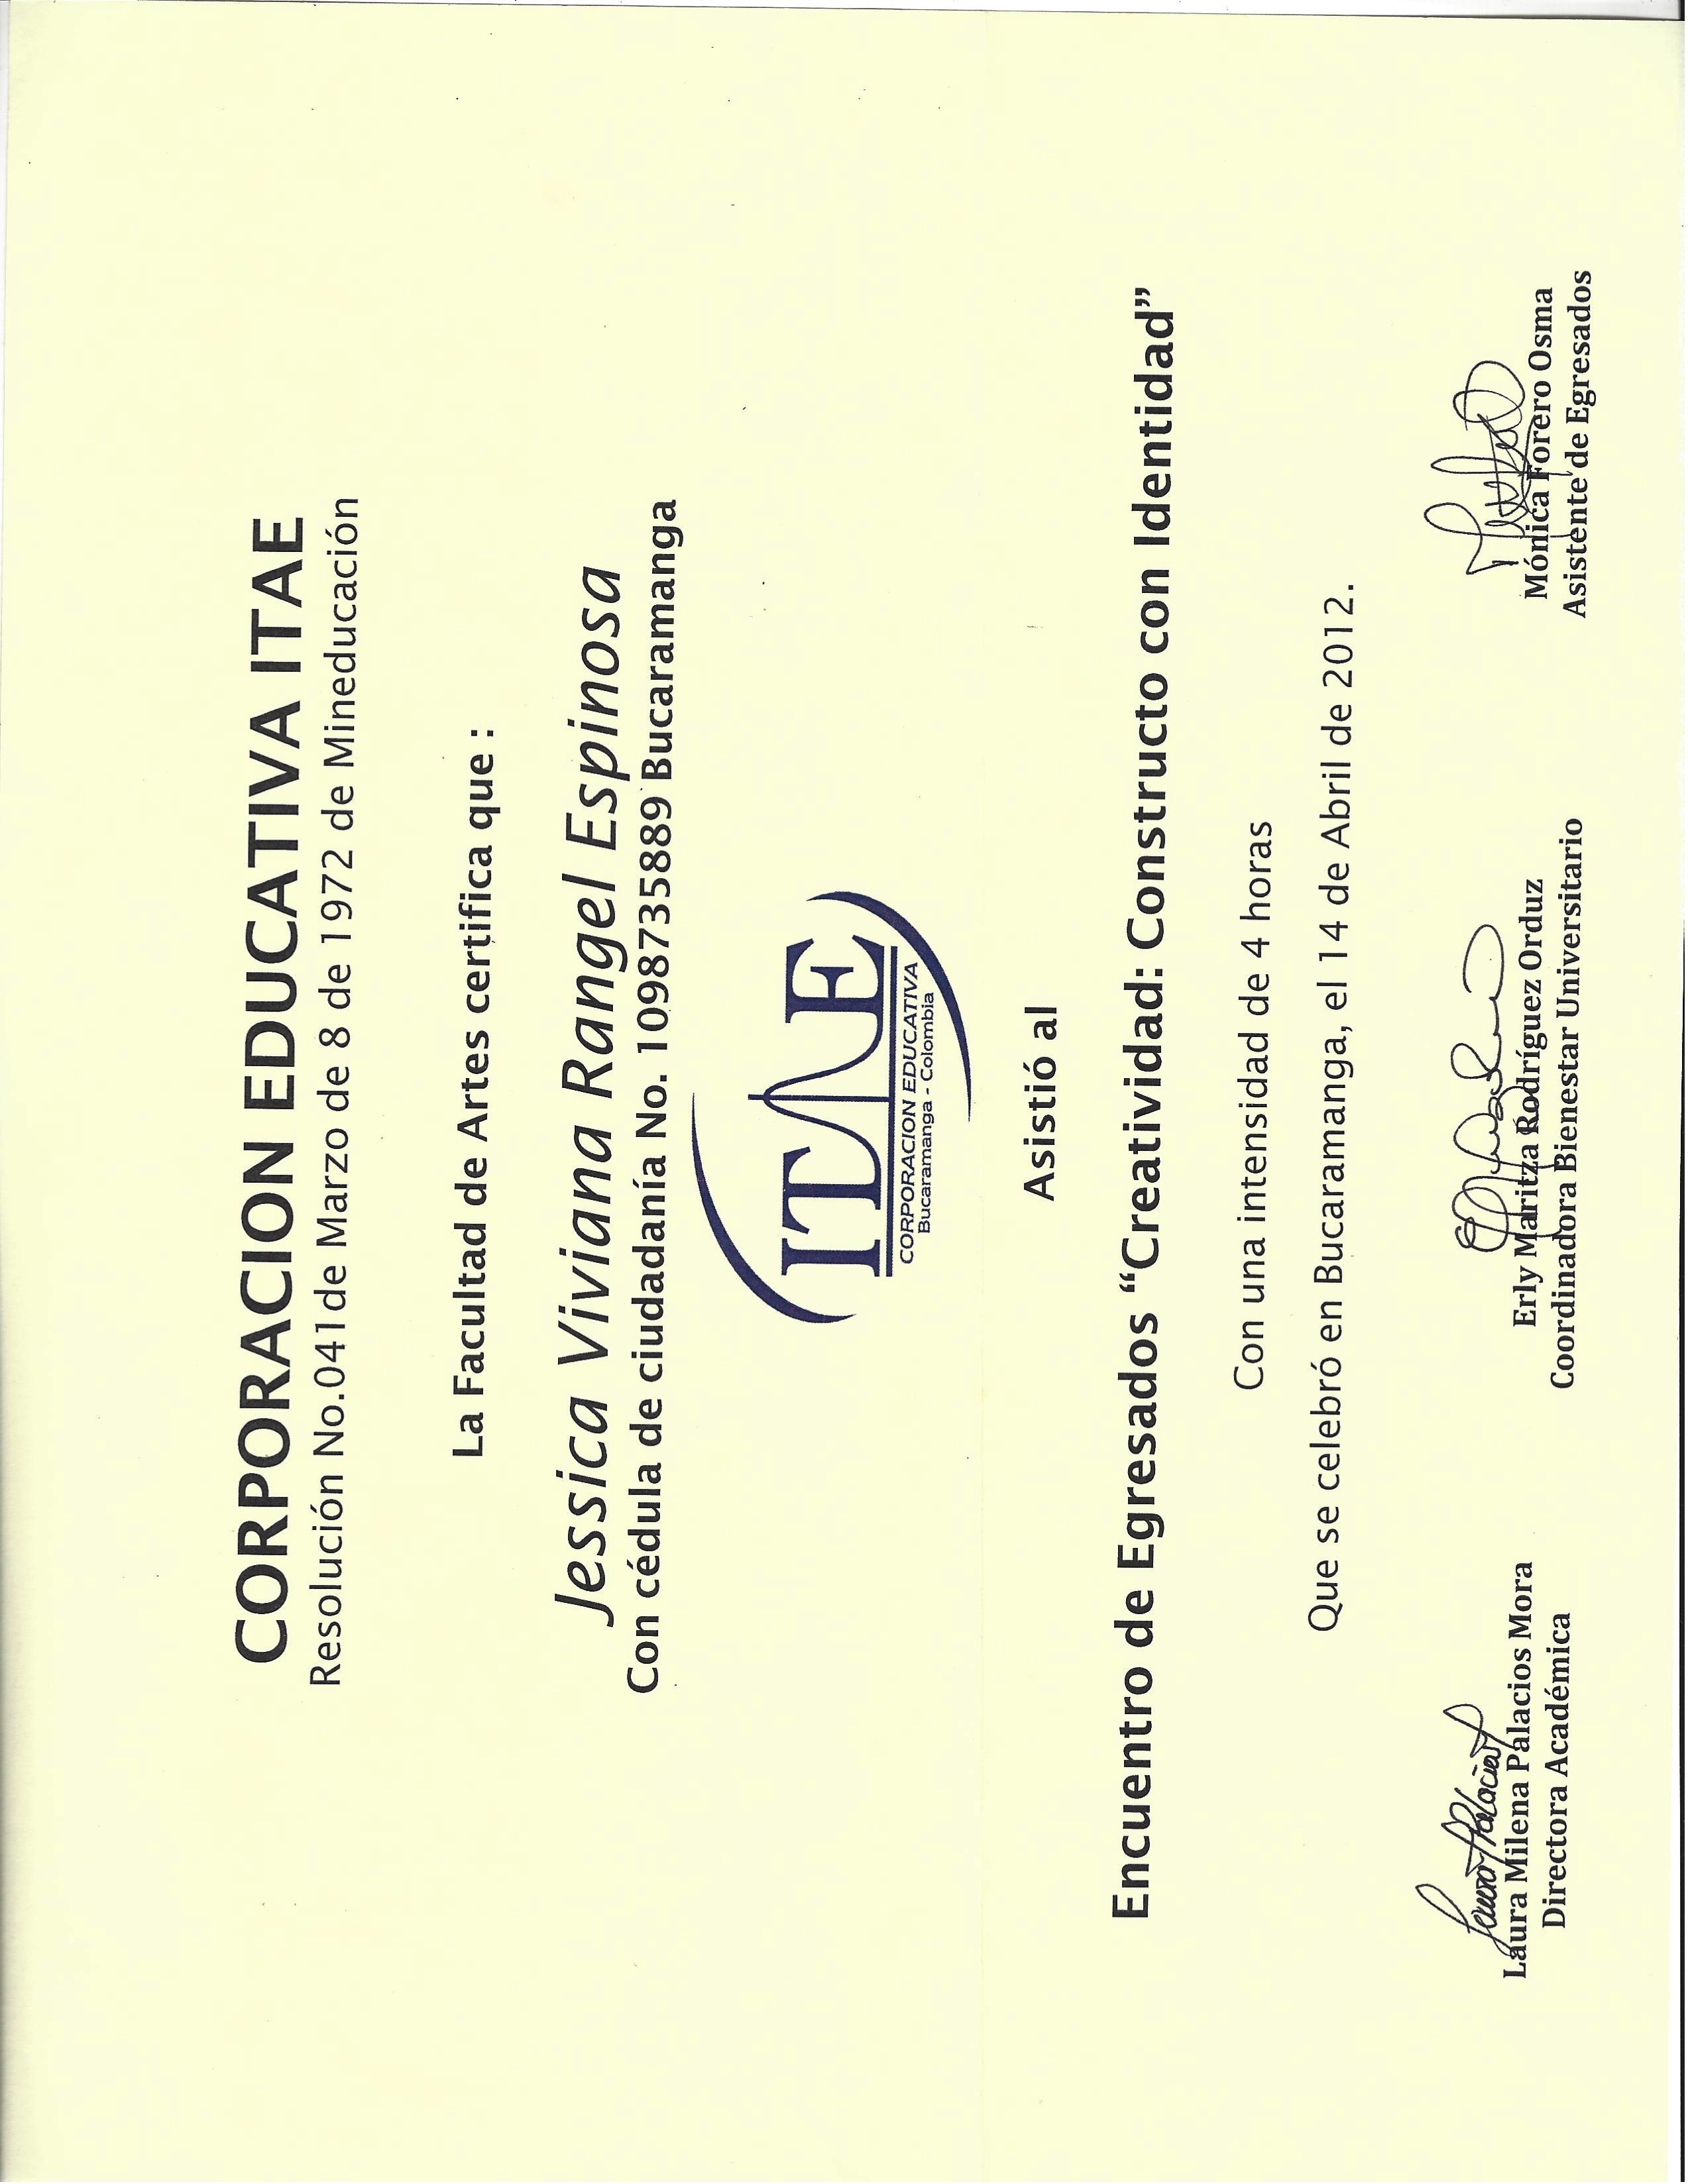 CORPORACION EDUCATIVA ITAE
Resolución No.041de Marzo de 8 de 1972 de Mineducación
La Facultad de Artes certifica que :
Jessica Viviana Rangel Espinosa
Con cédula de ciudadanía No. 1098735889 Bucaramanga
ITAE
CORPORACION EDUCATIVA
Bucaramanga - Colombia
Asistió al
Encuentro de Egresados “Creatividad: Constructo con Identidad”
Con una intensidad de 4 horas
Que se celebró en Bucaramanga, el 14 de Abril de 2012.
Laura Palacios
Laura Milena Palacios Mora
Directora Académica
Erly Maritza Rodríguez Orduz
Coordinadora Bienestar Universitario
Mónica Forero Osma
Asistente de Egresados